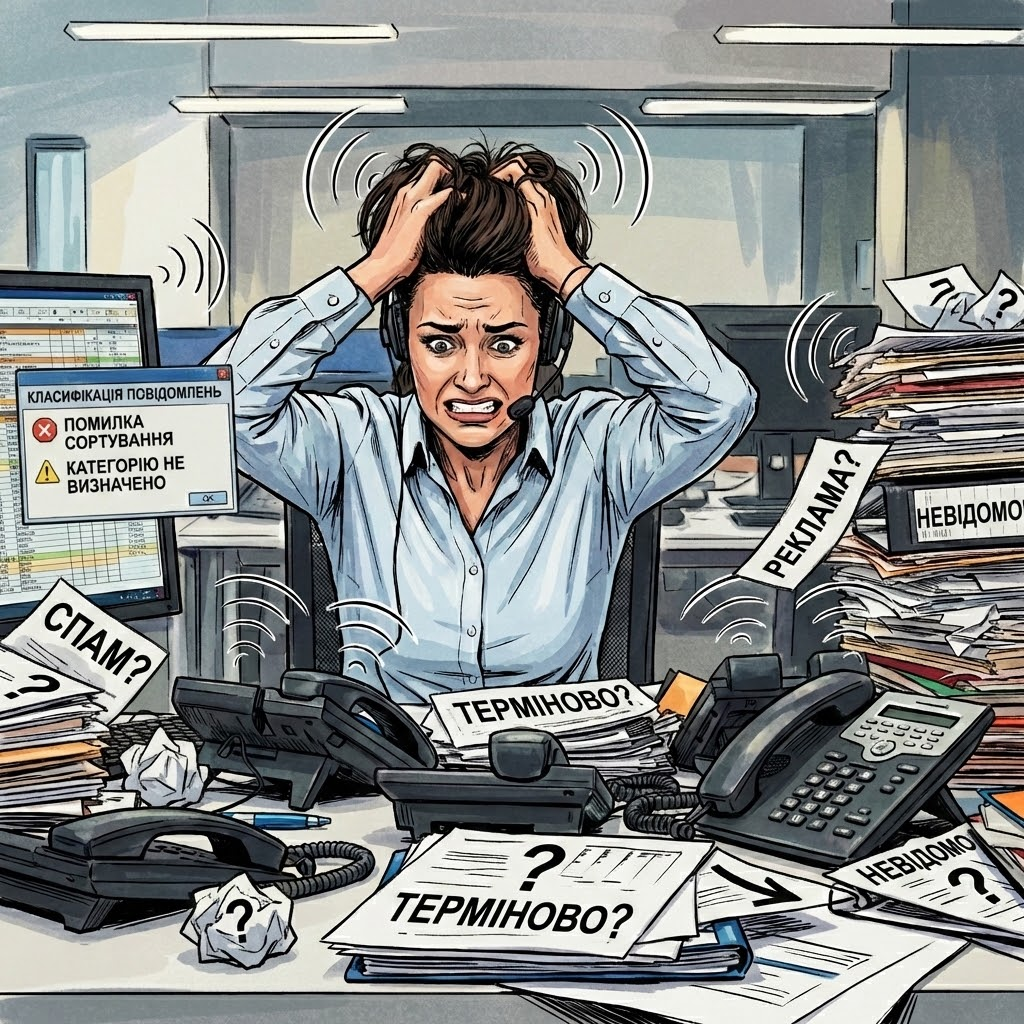 КЛАСИФІКАЦІЯ ПОВІДОМЛЕНЬ
ПОМИЛКА
СОРТУВАННЯ
КАТЕГОРІЮ НЕ
ВИЗНАЧЕНО
OK
?
РЕКЛАМА?
НЕВІДОМО
СПАМ?
?
ТЕРМІНОВО?
?
ТЕРМІНОВО?
НЕВІДОМО
?
?